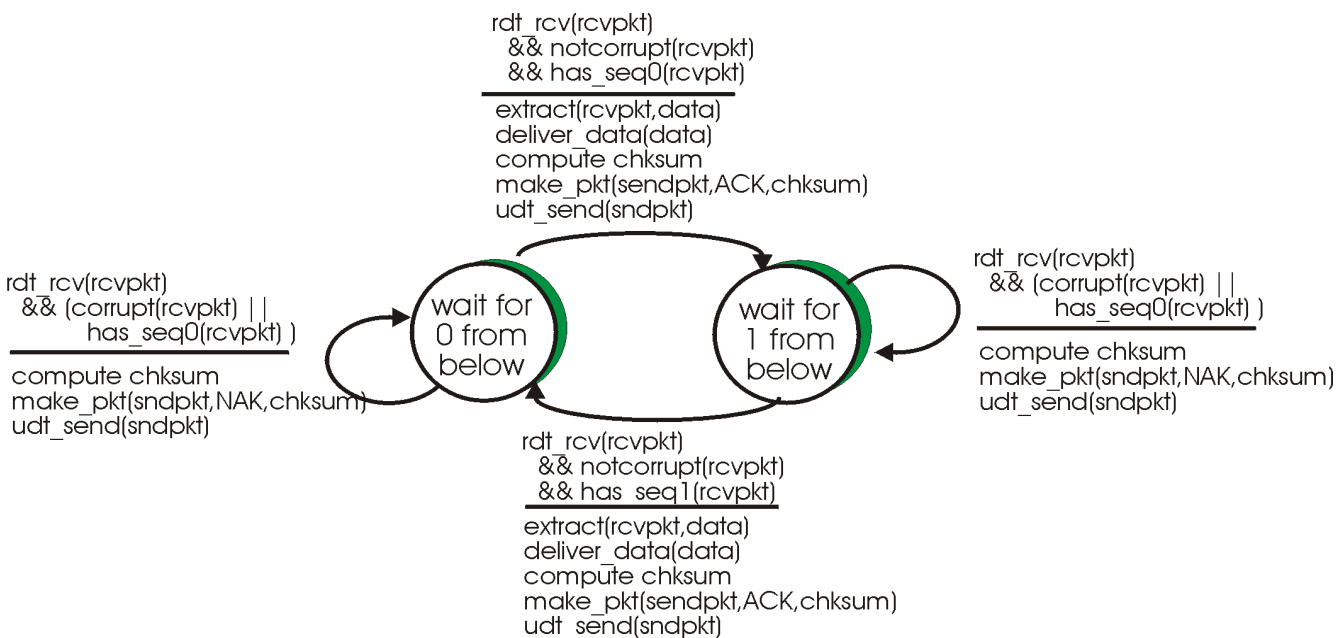 rdt_rcv(rcvpkt)
&& notcorrupt(rcvpkt)
&& has_seq0(rcvpkt)
extract(rcvpkt,data)
deliver_data(data)
compute chksum
make_pkt(sendpkt,ACK,chksum)
udt_send(sndpkt)
rdt_rcv(rcvpkt)
&& (corrupt(rcvpkt) ||
has_seq0(rcvpkt) )
compute chksum
make_pkt(sndpkt,NAK,chksum)
udt_send(sndpkt)
wait for
0 from
below
wait for
1 from
below
rdt_rcv(rcvpkt)
&& (corrupt(rcvpkt) ||
has_seq0(rcvpkt) )
compute chksum
make_pkt(sndpkt,NAK,chksum)
udt_send(sndpkt)
rdt_rcv(rcvpkt)
&& notcorrupt(rcvpkt)
&& has_seq1(rcvpkt)
extract(rcvpkt,data)
deliver_data(data)
compute chksum
make_pkt(sendpkt,ACK,chksum)
udt_send(sndpkt)